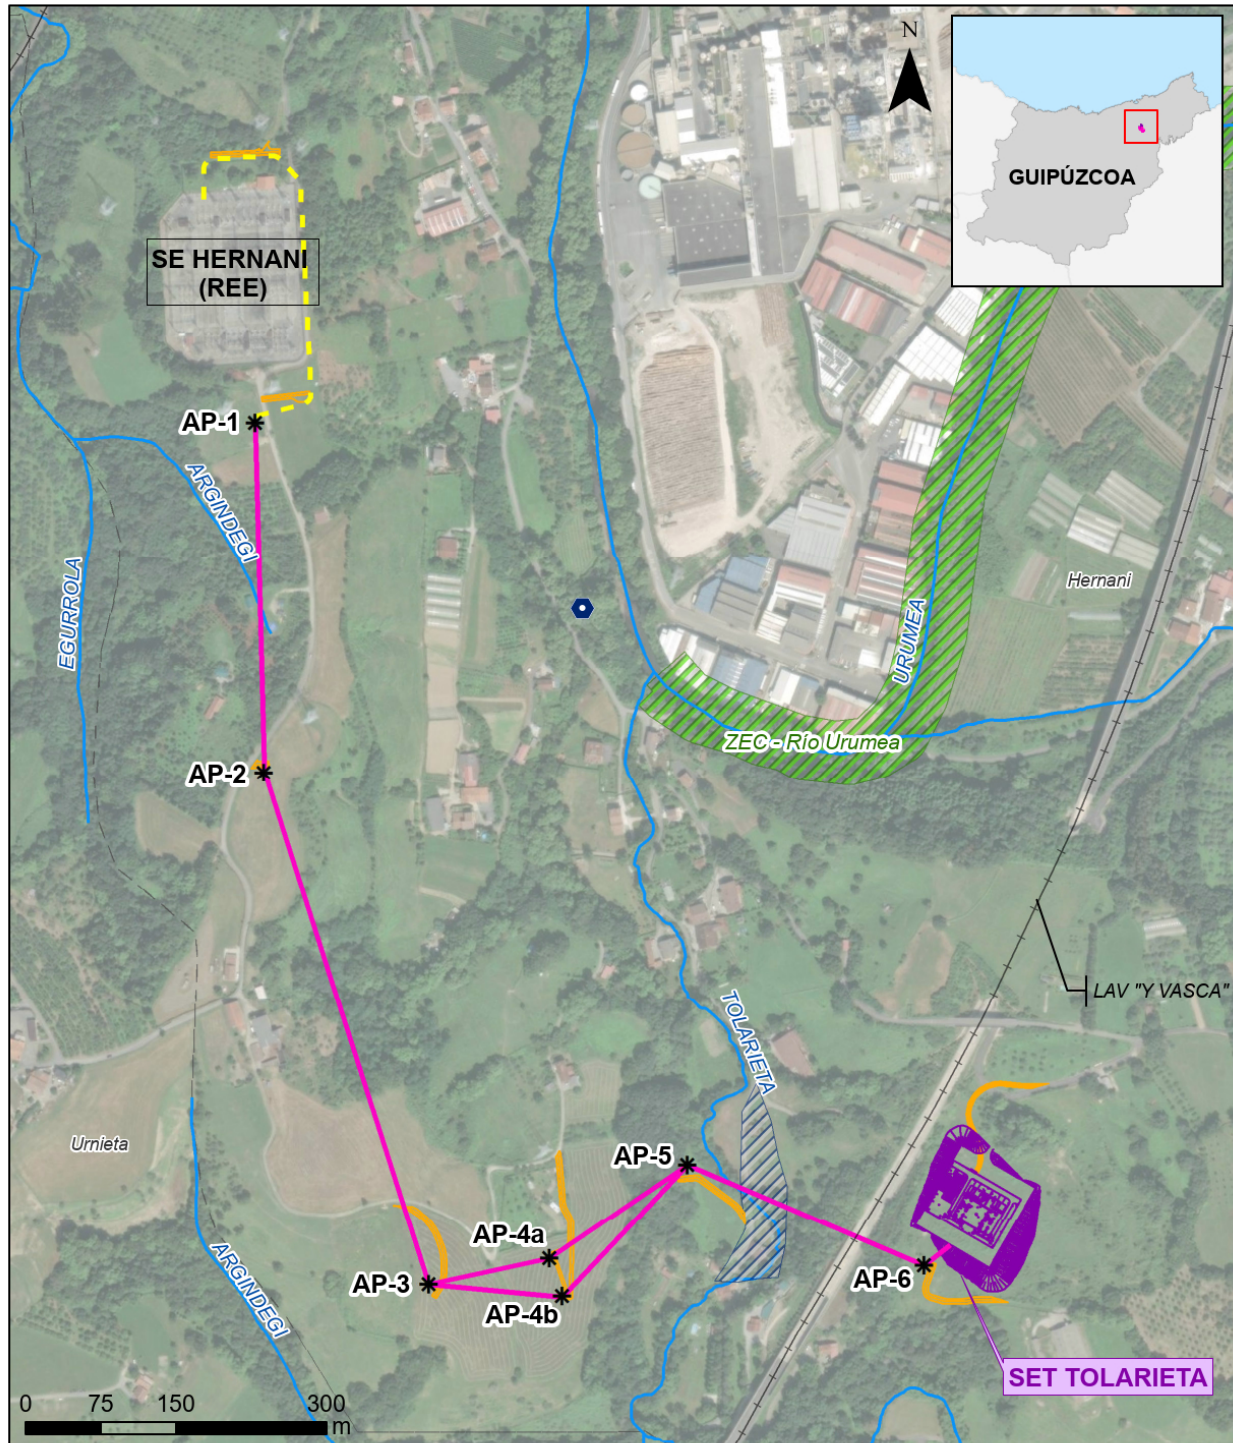 N
GUIPÚZCOA
SE HERNANI
(REE)
AP-1
ARGINDEGI
EGURROLA
Hernani
URUMEA
ZEC - Río Urumea
AP-2
LAV "Y VASCA"
TOLARIETA
Urnieta
AP-5
AP-4a
AP-3
AP-4b
AP-6
ARGINDEGI
SET TOLARIETA
0 75 150 300
m